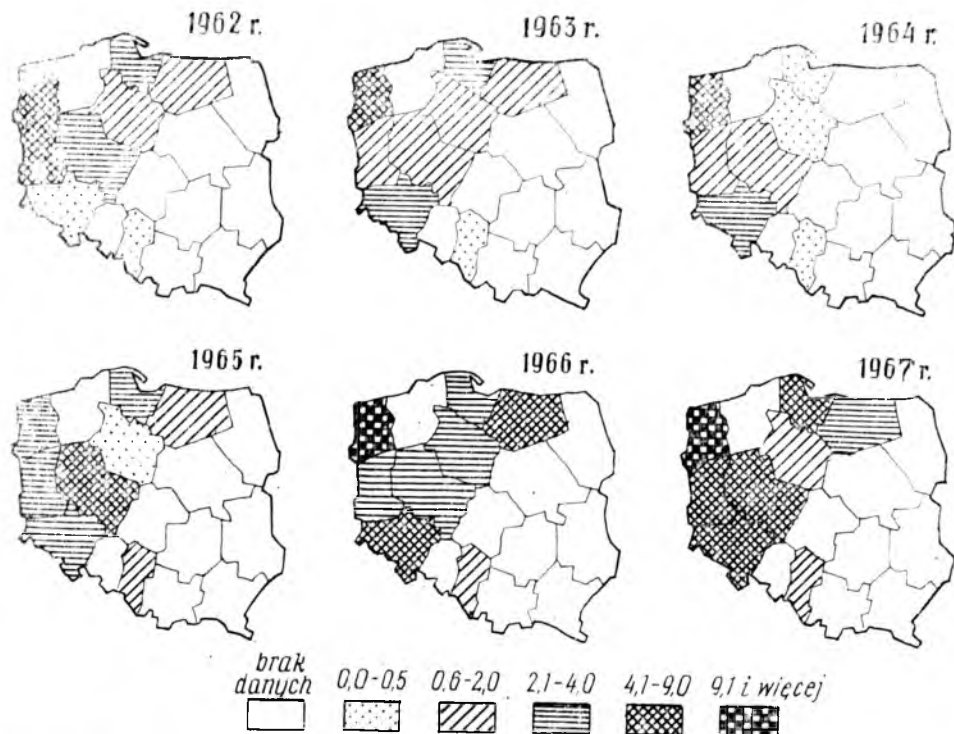 1962 r.
1963 r.
1964 r.
1965 r.
1966 r.
1967 r.
brak danych
0,0-0,5
0,6-2,0
2,1-4,0
4,1-9,0
9,1 i więcej